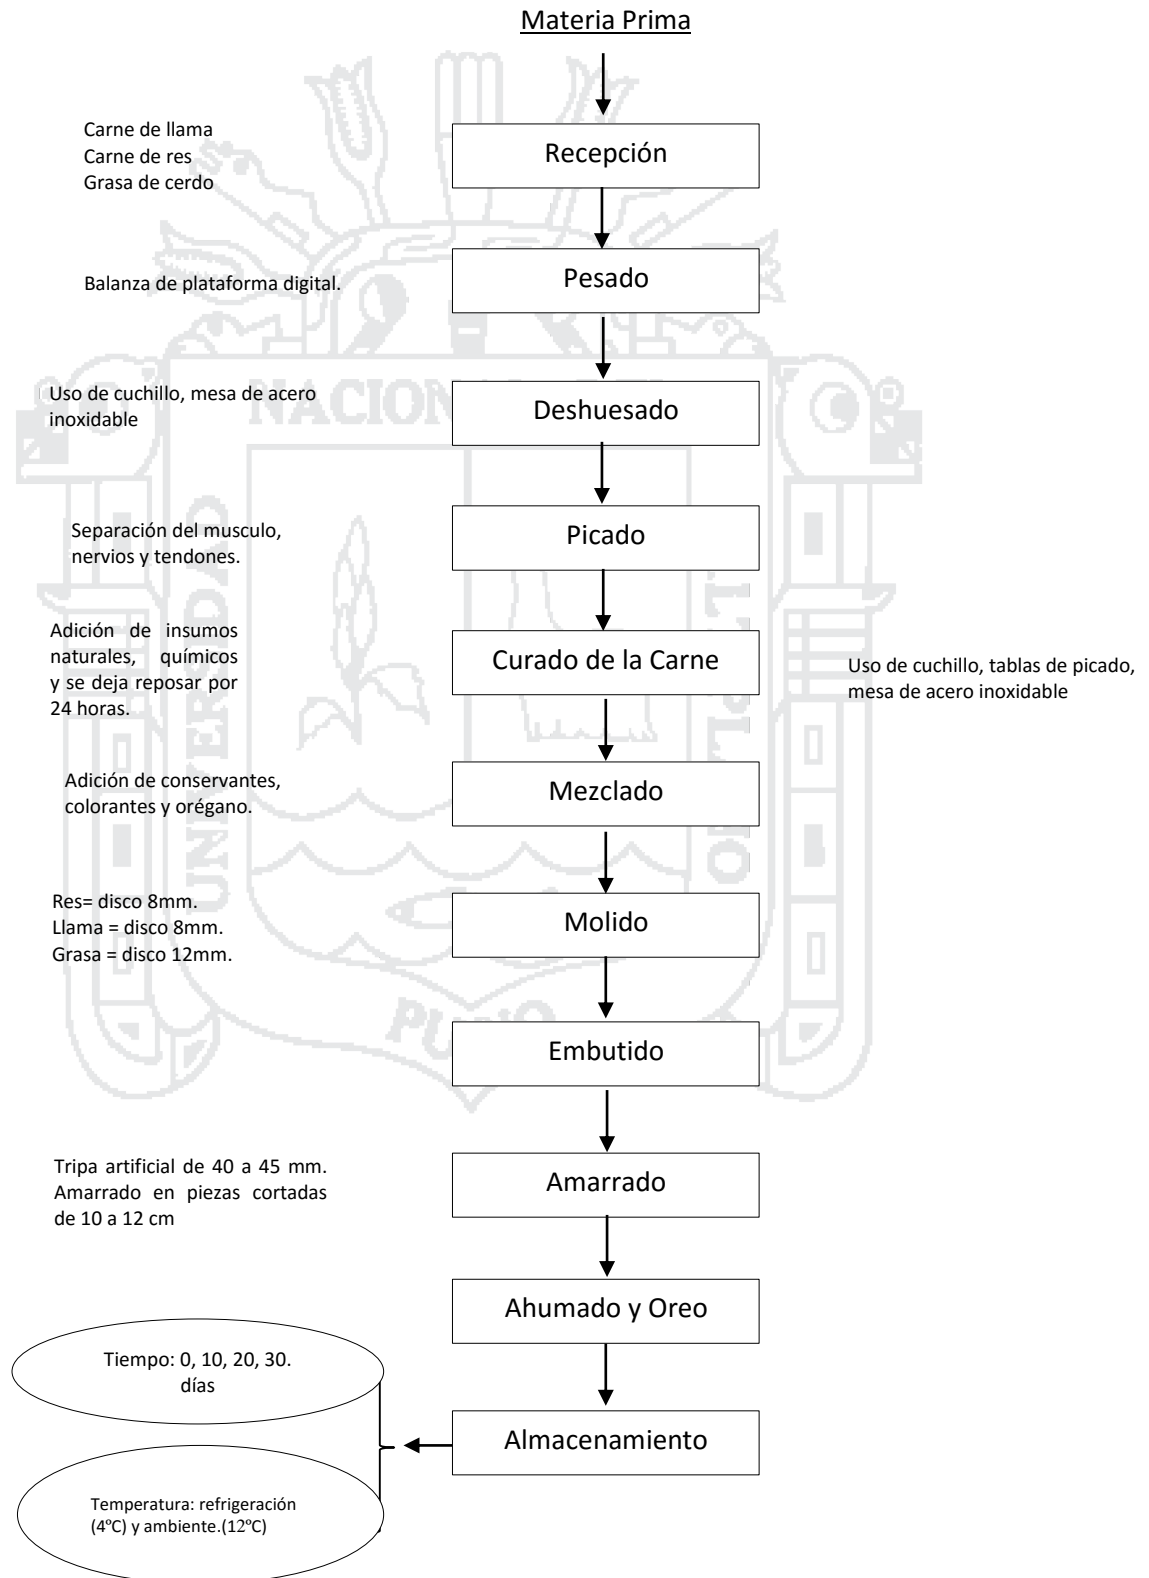 Materia Prima
Carne de llama
Carne de res
Grasa de cerdo
Recepción
Balanza de plataforma digital.
Pesado
Uso de cuchillo, mesa de acero
inoxidable
Deshuesado
NACION
Separación del musculo,
nervios y tendones.
Picado
UNIVERSIDAD
Adición de insumos
naturales, químicos
y se deja reposar por
24 horas.
Curado de la Carne
Uso de cuchillo, tablas de picado,
mesa de acero inoxidable
Adición de conservantes,
colorantes y orégano.
Mezclado
Res= disco 8mm.
Llama = disco 8mm.
Grasa = disco 12mm.
Molido
Embutido
Tripa artificial de 40 a 45 mm.
Amarrado en piezas cortadas
de 10 a 12 cm
Amarrado
Ahumado y Oreo
Tiempo: 0, 10, 20, 30.
días
Almacenamiento
Temperatura: refrigeración
(4ºC) y ambiente.(12ºC)